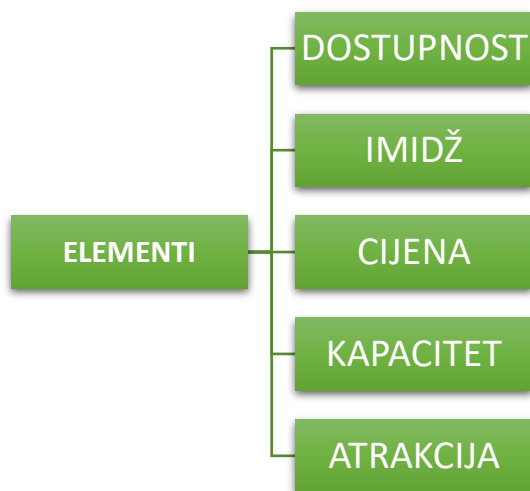 DOSTUPNOST
IMIDŽ
ELEMENTI
CIJENA
KAPACITET
ATRAKCIJA